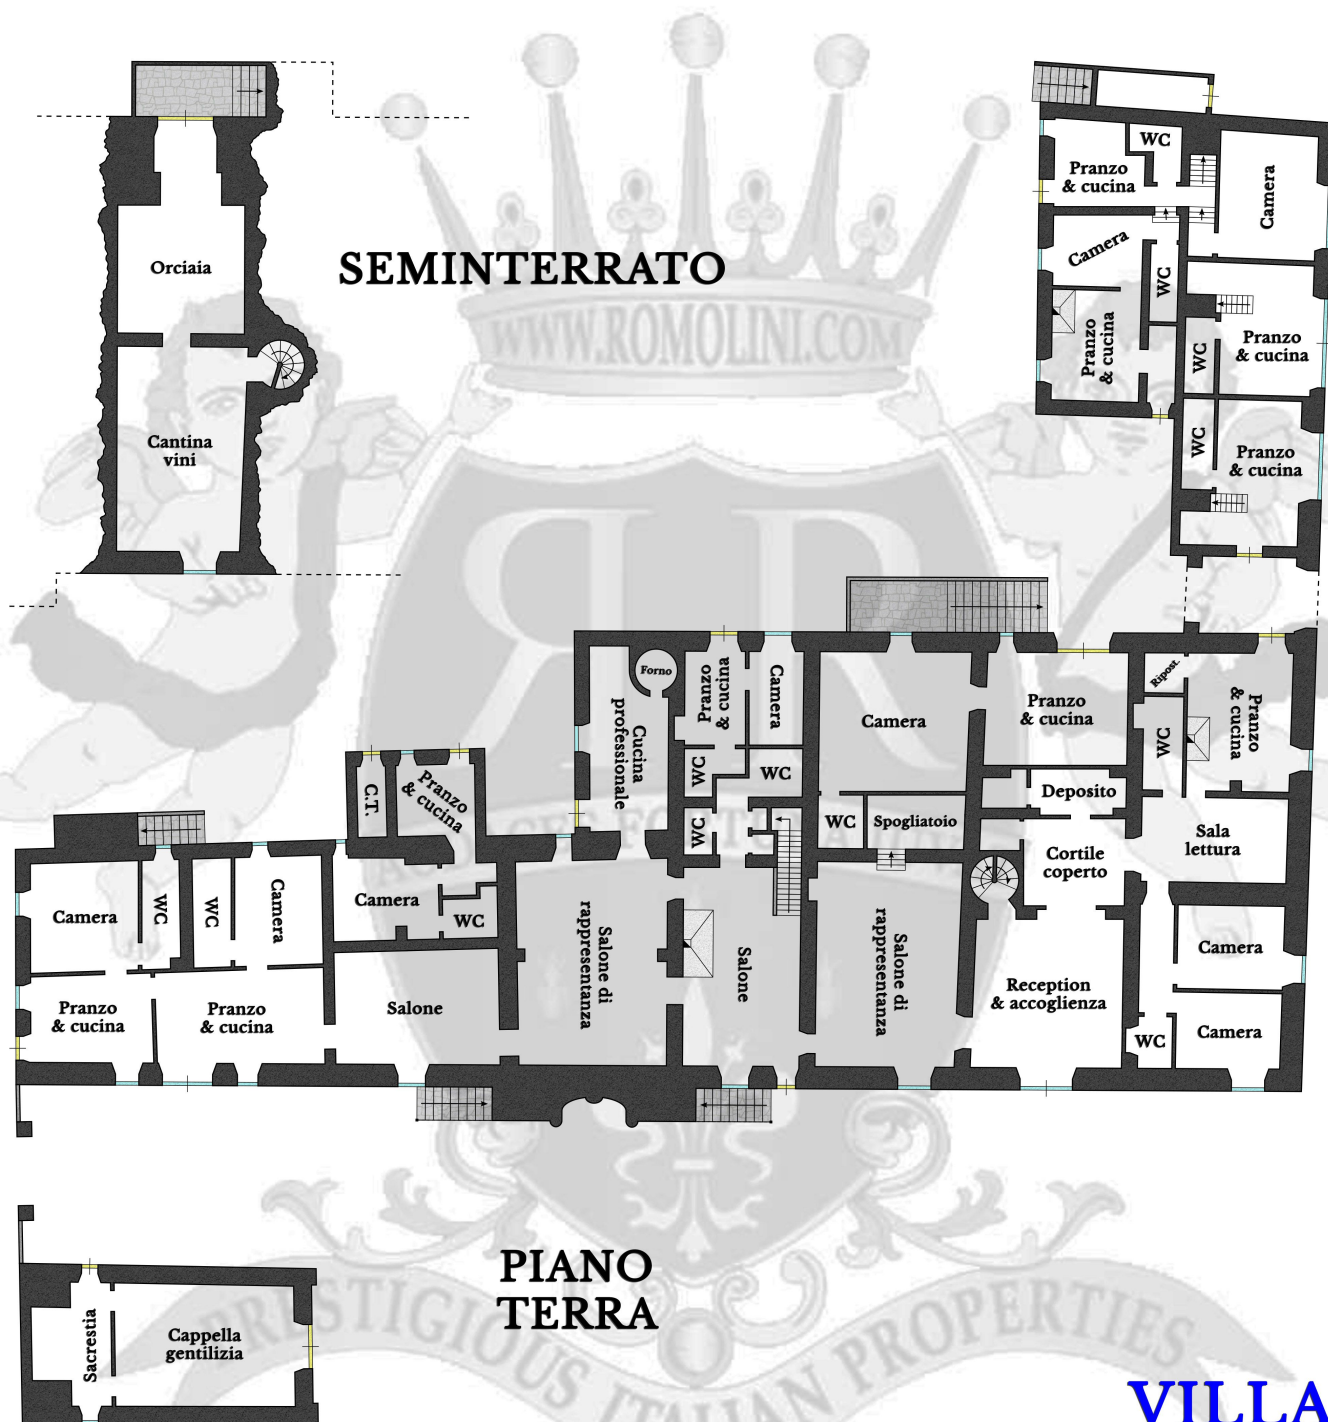 SEMINTERRATO
Orciaia
Cantina
vini
WWW.ROMOLINI.COM
WC
Pranzo
& cucina
Camera
Camera
WC
Pranzo
& cucina
WC
Pranzo
& cucina
WC
Pranzo
& cucina
Forno
Cucina
professionale
Pranzo
& cucina
Camera
WC
WC
WC
Camera
WC
Spogliatoio
Pranzo
& cucina
Deposito
Cortile
coperto
Ripost.
WC
Pranzo
& cucina
Sala
lettura
C.T.
Pranzo
& cucina
Camera
WC
WC
Camera
Camera
WC
Pranzo
& cucina
Pranzo
& cucina
Salone
Salone di
rappresentanza
Salone
Salone di
rappresentanza
Reception
& accoglienza
Camera
Camera
WC
PIANO
TERRA
Sacrestia
Cappella
gentilizia
PRESTIGIOUS ITALIAN PROPERTIES
VILLA